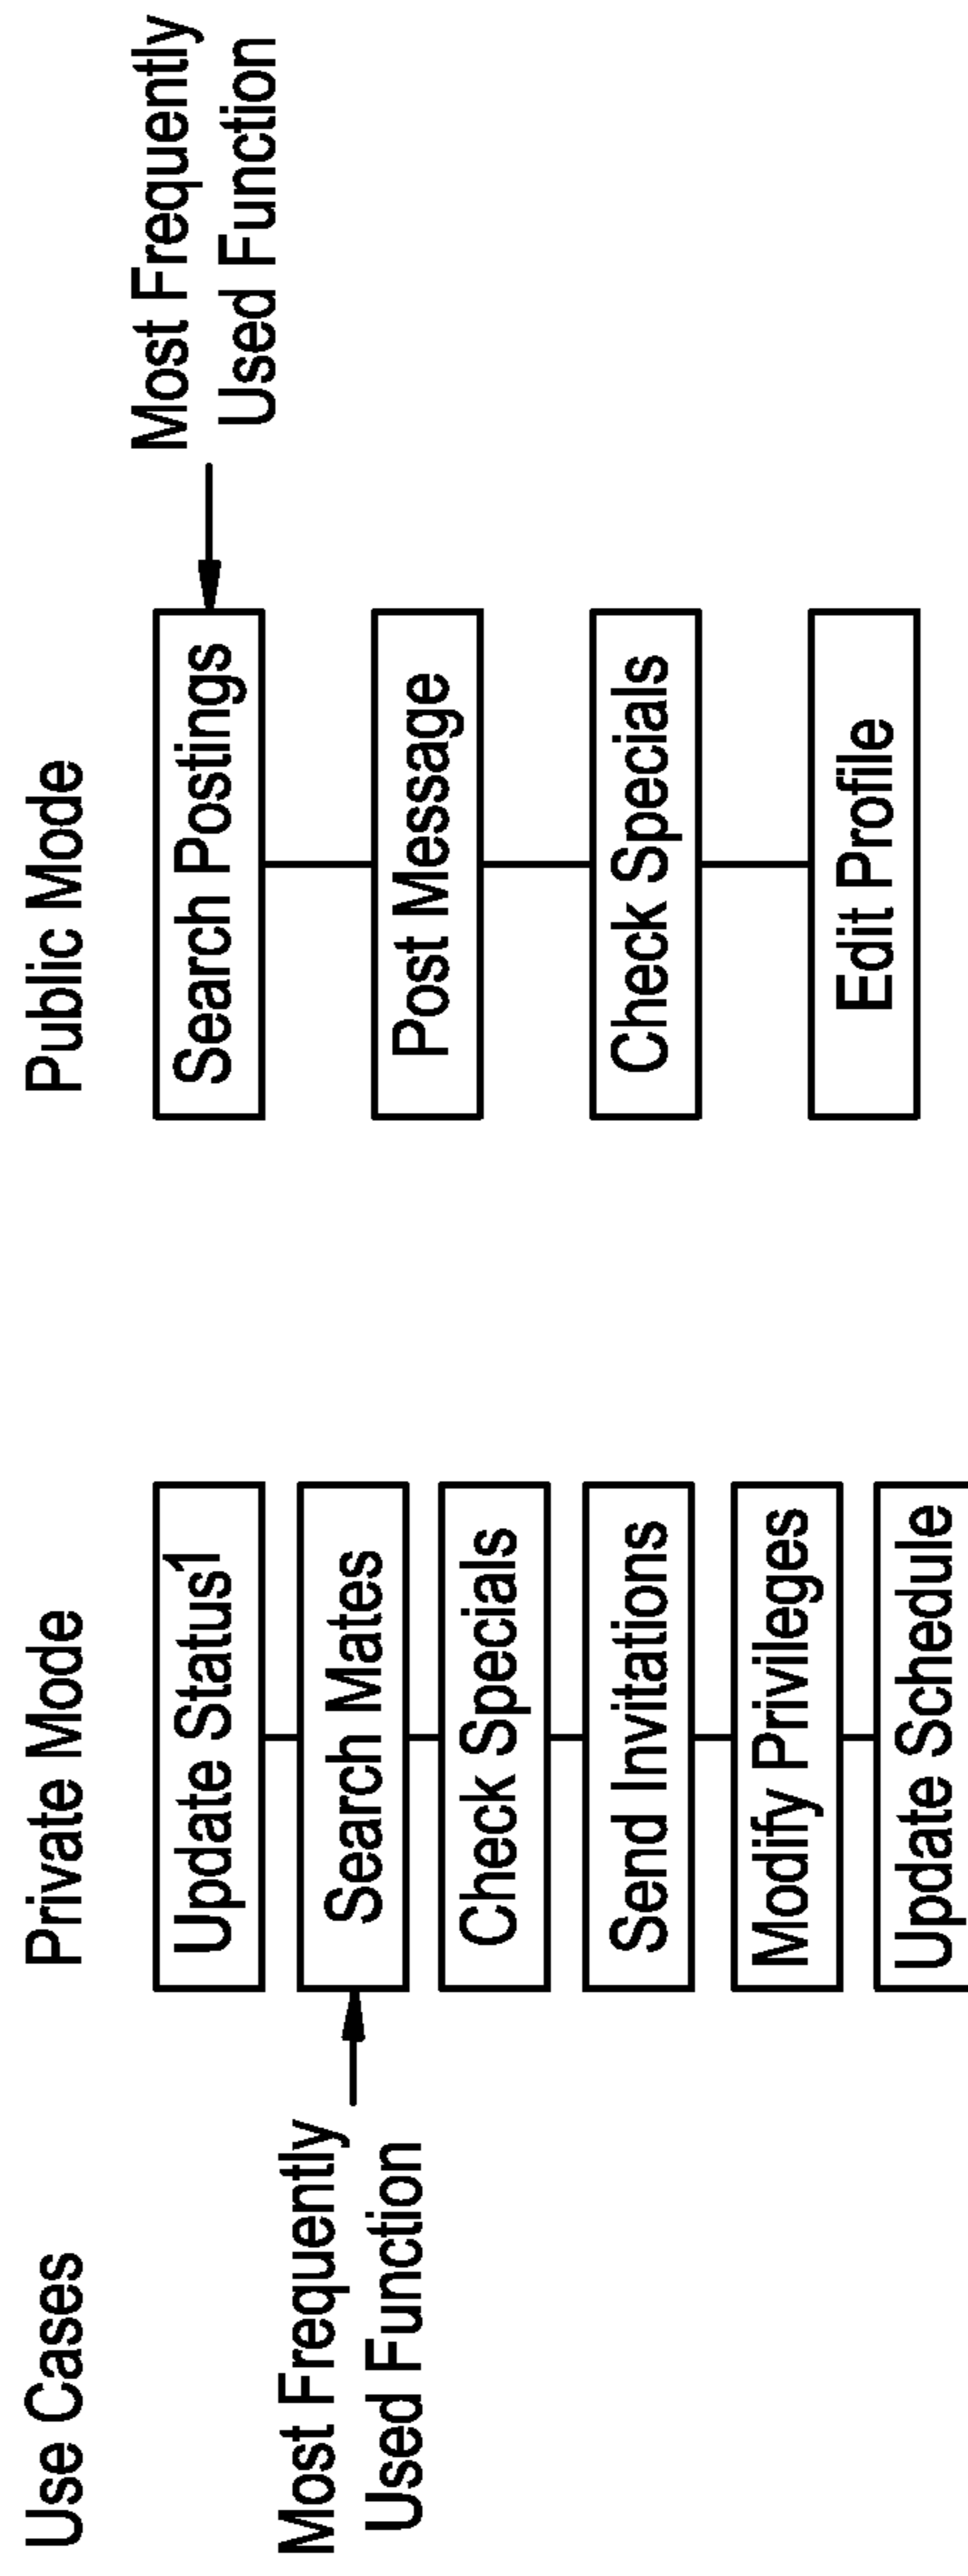 Use Cases
Private Mode
Public Mode
Most Frequently
Used Function
Update Status1
Search Mates
Check Specials
Send Invitations
Modify Privileges
Update Schedule
Search Postings
Post Message
Check Specials
Edit Profile
Most Frequently
Used Function